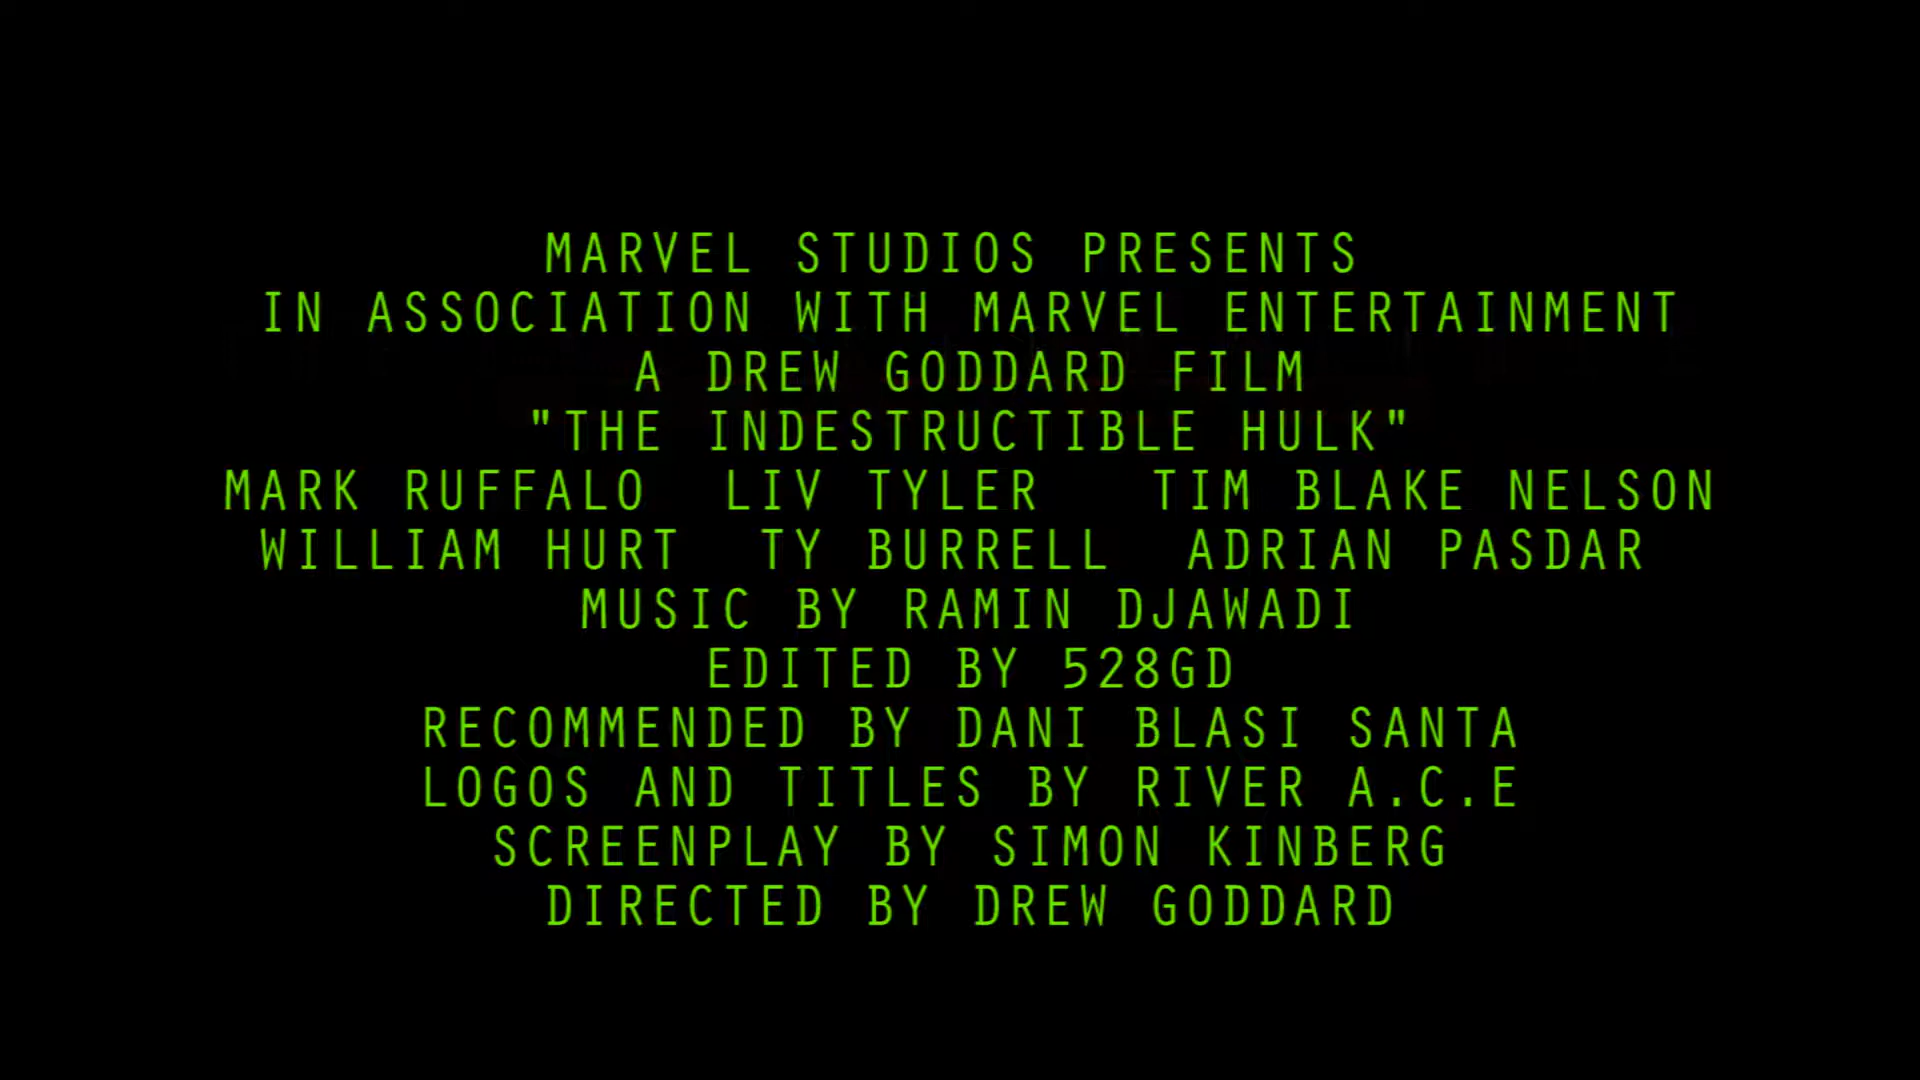 MARVEL STUDIOS PRESENTS
IN ASSOCIATION WITH MARVEL ENTERTAINMENT
A DREW GODDARD FILM
"THE INDESTRUCTIBLE HULK"
MARK RUFFALO LIV TYLER TIM BLAKE NELSON
WILLIAM HURT TY BURRELL ADRIAN PASDAR
MUSIC BY RAMIN DJAWADI
EDITED BY 528GD
RECOMMENDED BY DANI BLASI SANTA
LOGOS AND TITLES BY RIVER A.C.E
SCREENPLAY BY SIMON KINBERG
DIRECTED BY DREW GODDARD